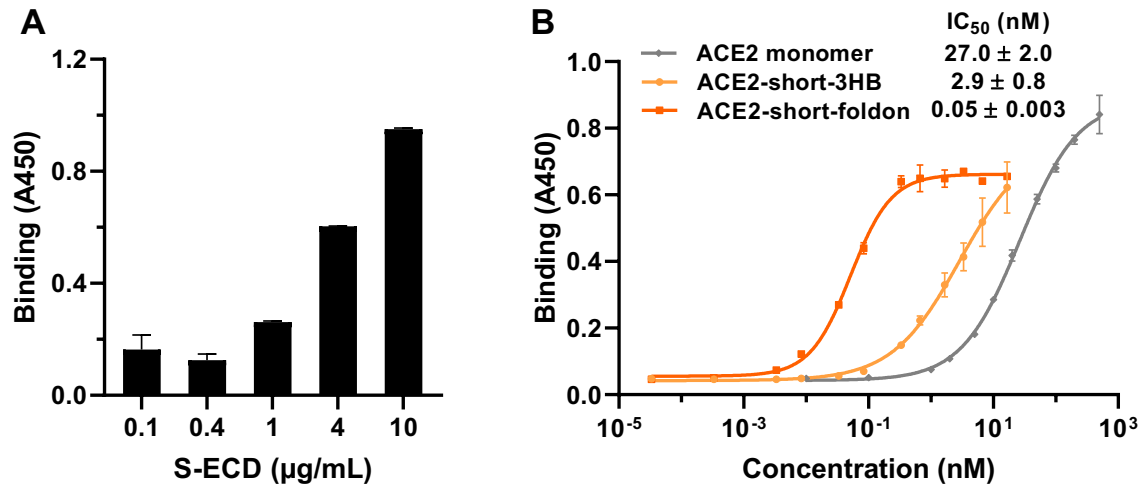 A
Binding (A450)
1.2
0.8
0.4
0.0
0.1 0.4 1 4 10
S-ECD (µg/mL)
B
IC50 (nM)
ACE2 monomer 27.0 ± 2.0
ACE2-short-3HB 2.9 ± 0.8
ACE2-short-foldon 0.05 ± 0.003
Binding (A450)
1.0
0.8
0.6
0.4
0.2
0.0
10-5 10-3 10-1 101 103
Concentration (nM)